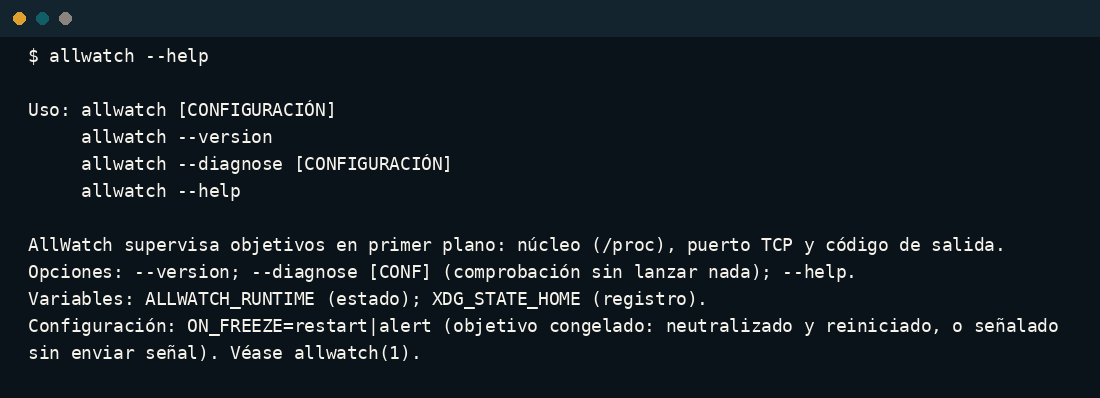 $ allwatch --help
Uso: allwatch [CONFIGURACIÓN]
allwatch --version
allwatch --diagnose [CONFIGURACIÓN]
allwatch --help
AllWatch supervisa objetivos en primer plano: núcleo (/proc), puerto TCP y código de salida.
Opciones: --version; --diagnose [CONF] (comprobación sin lanzar nada); --help.
Variables: ALLWATCH_RUNTIME (estado); XDG_STATE_HOME (registro).
Configuración: ON_FREEZE=restart|alert (objetivo congelado: neutralizado y reiniciado, o señalado
sin enviar señal). Véase allwatch(1).